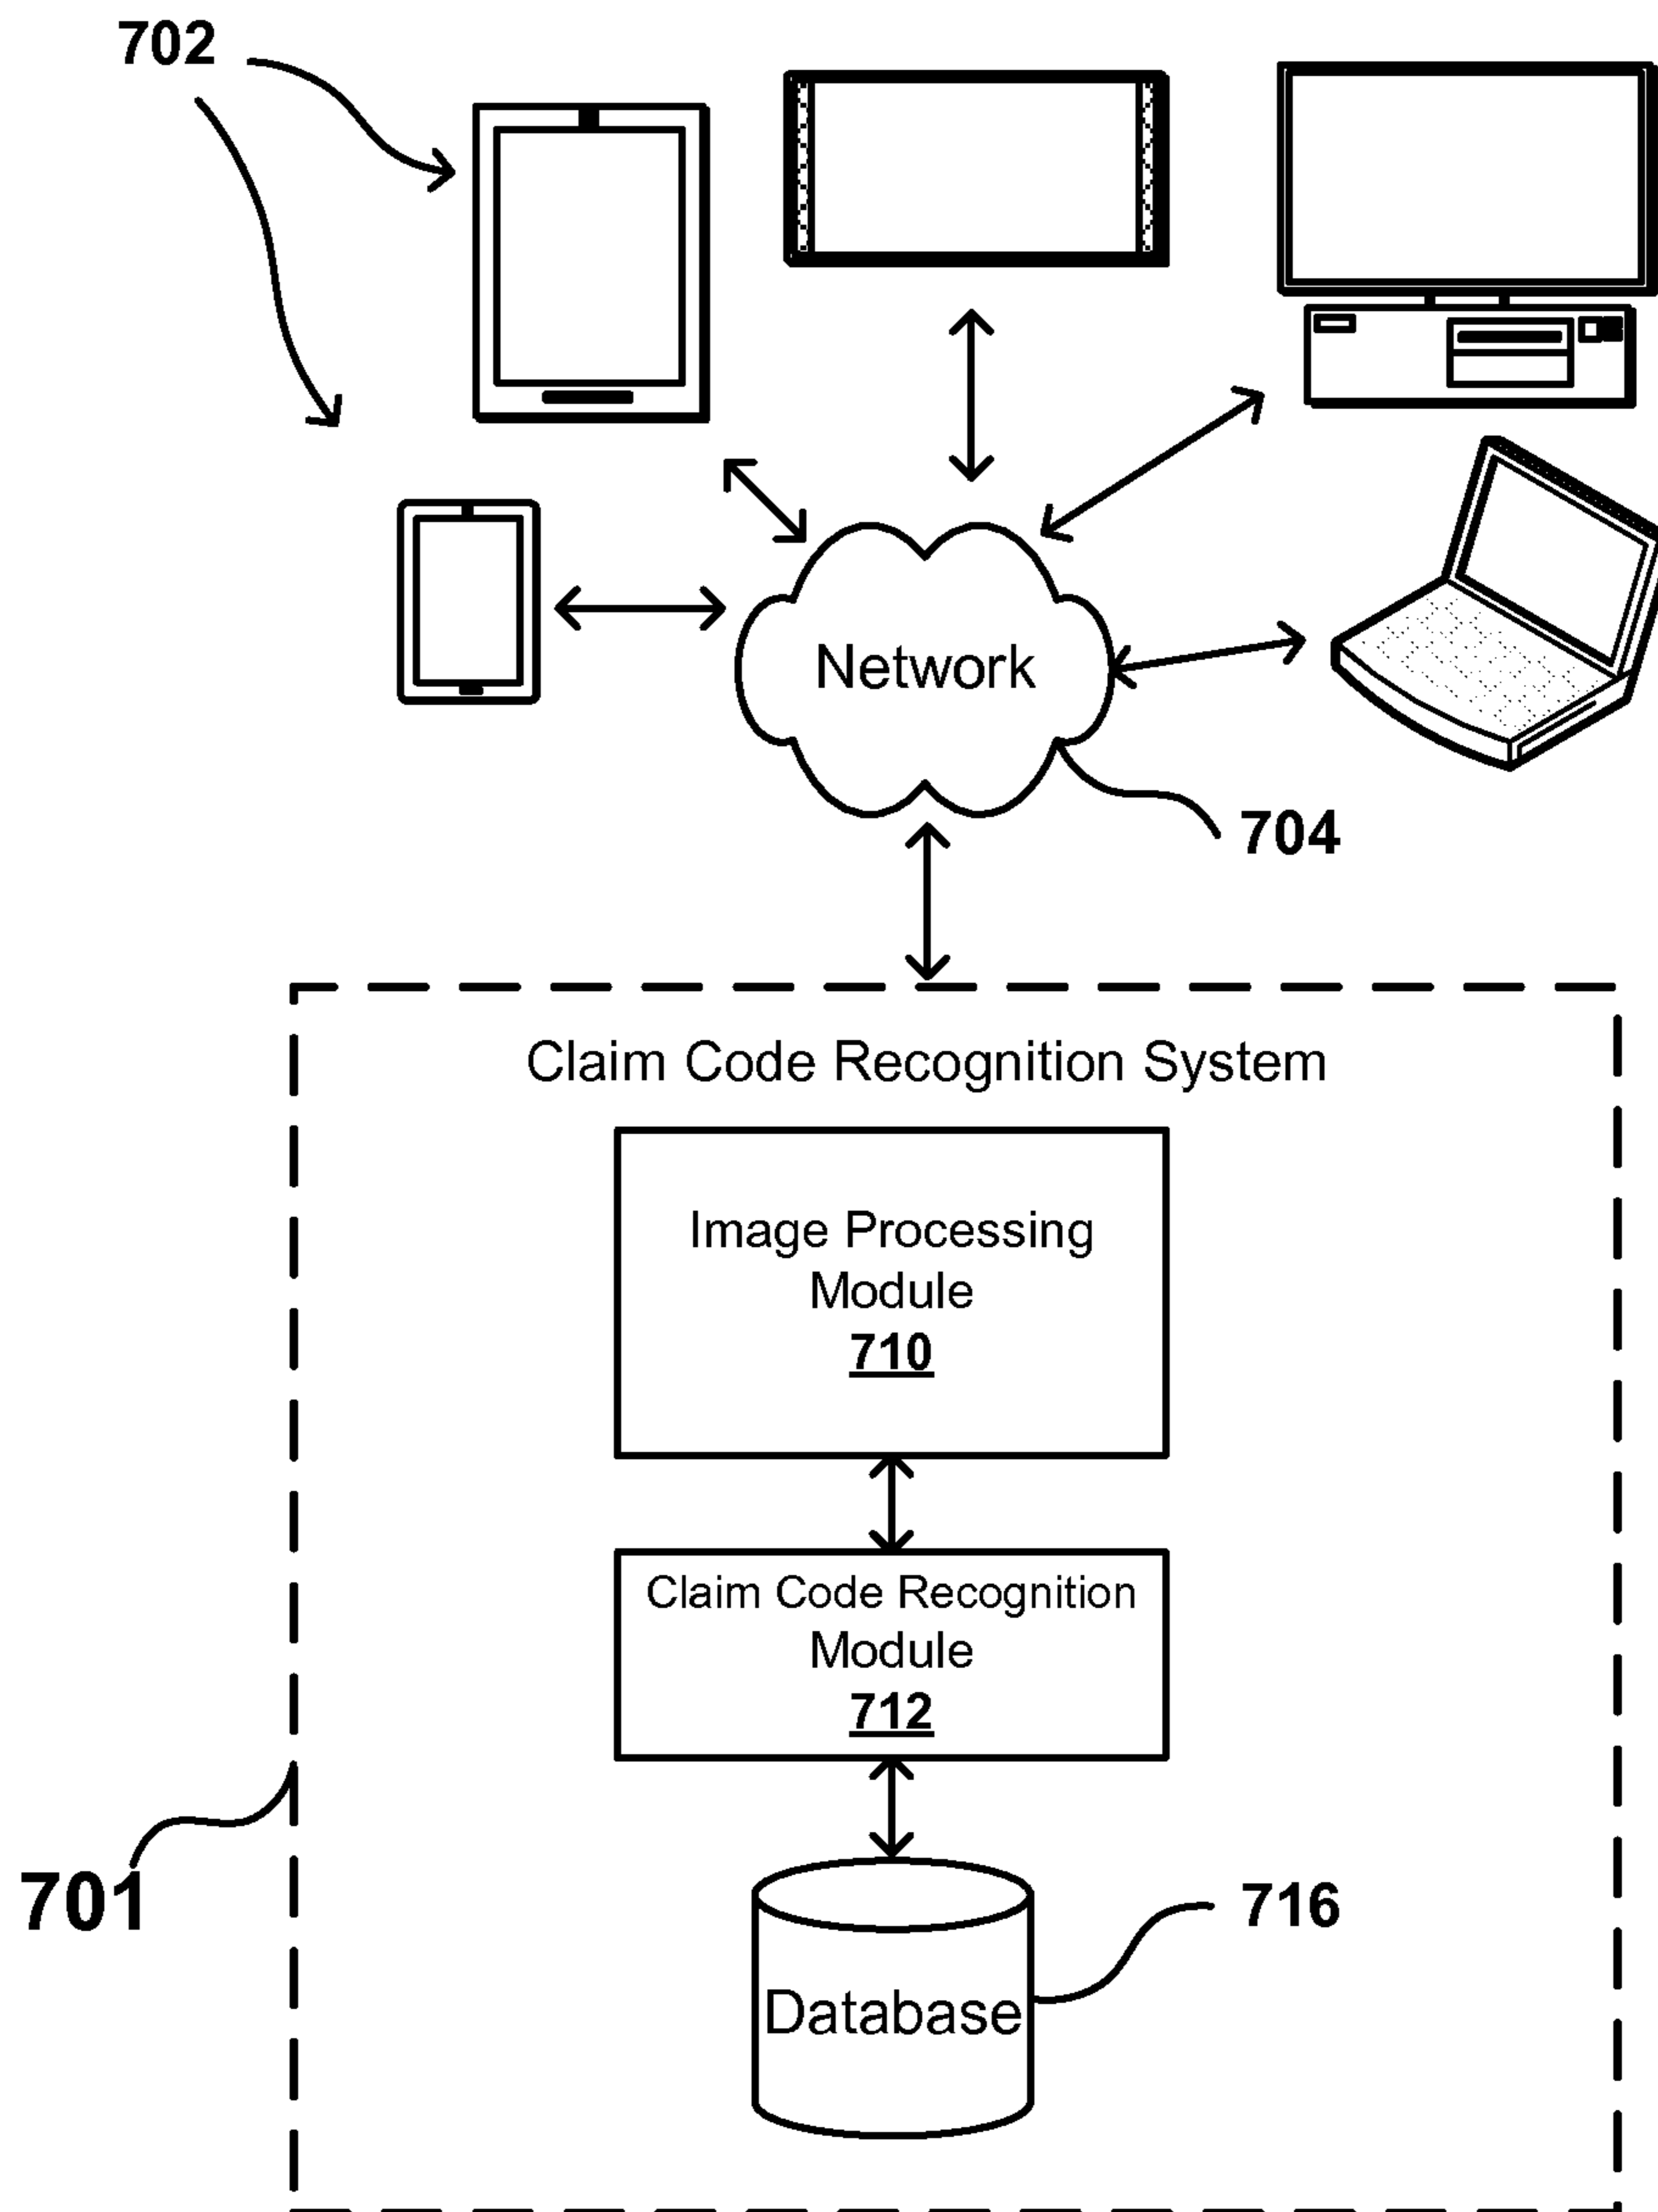 702
Network
704
Claim Code Recognition System
Image Processing
Module
710
Claim Code Recognition
Module
712
701
716
Database